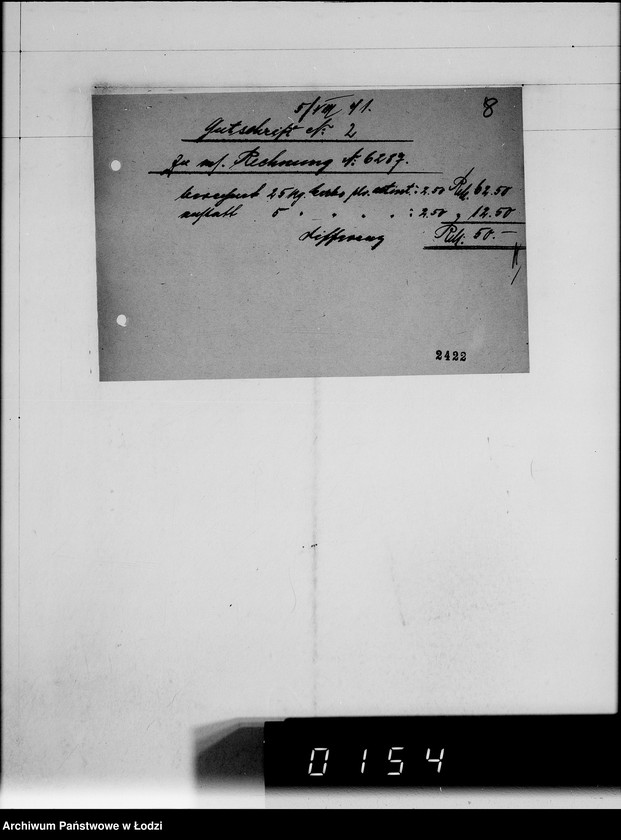 5/VIII 41.
8
Gutschrift № 2
Zu m/. Rechnung №: 6287.
berechnet 25 kg. : 2.50 RM. 62.50
anstatt 5 " " " " : 2.50 " 12.50
Differenz RM. 50.—
2422
0154
Archiwum Państwowe w Łodzi